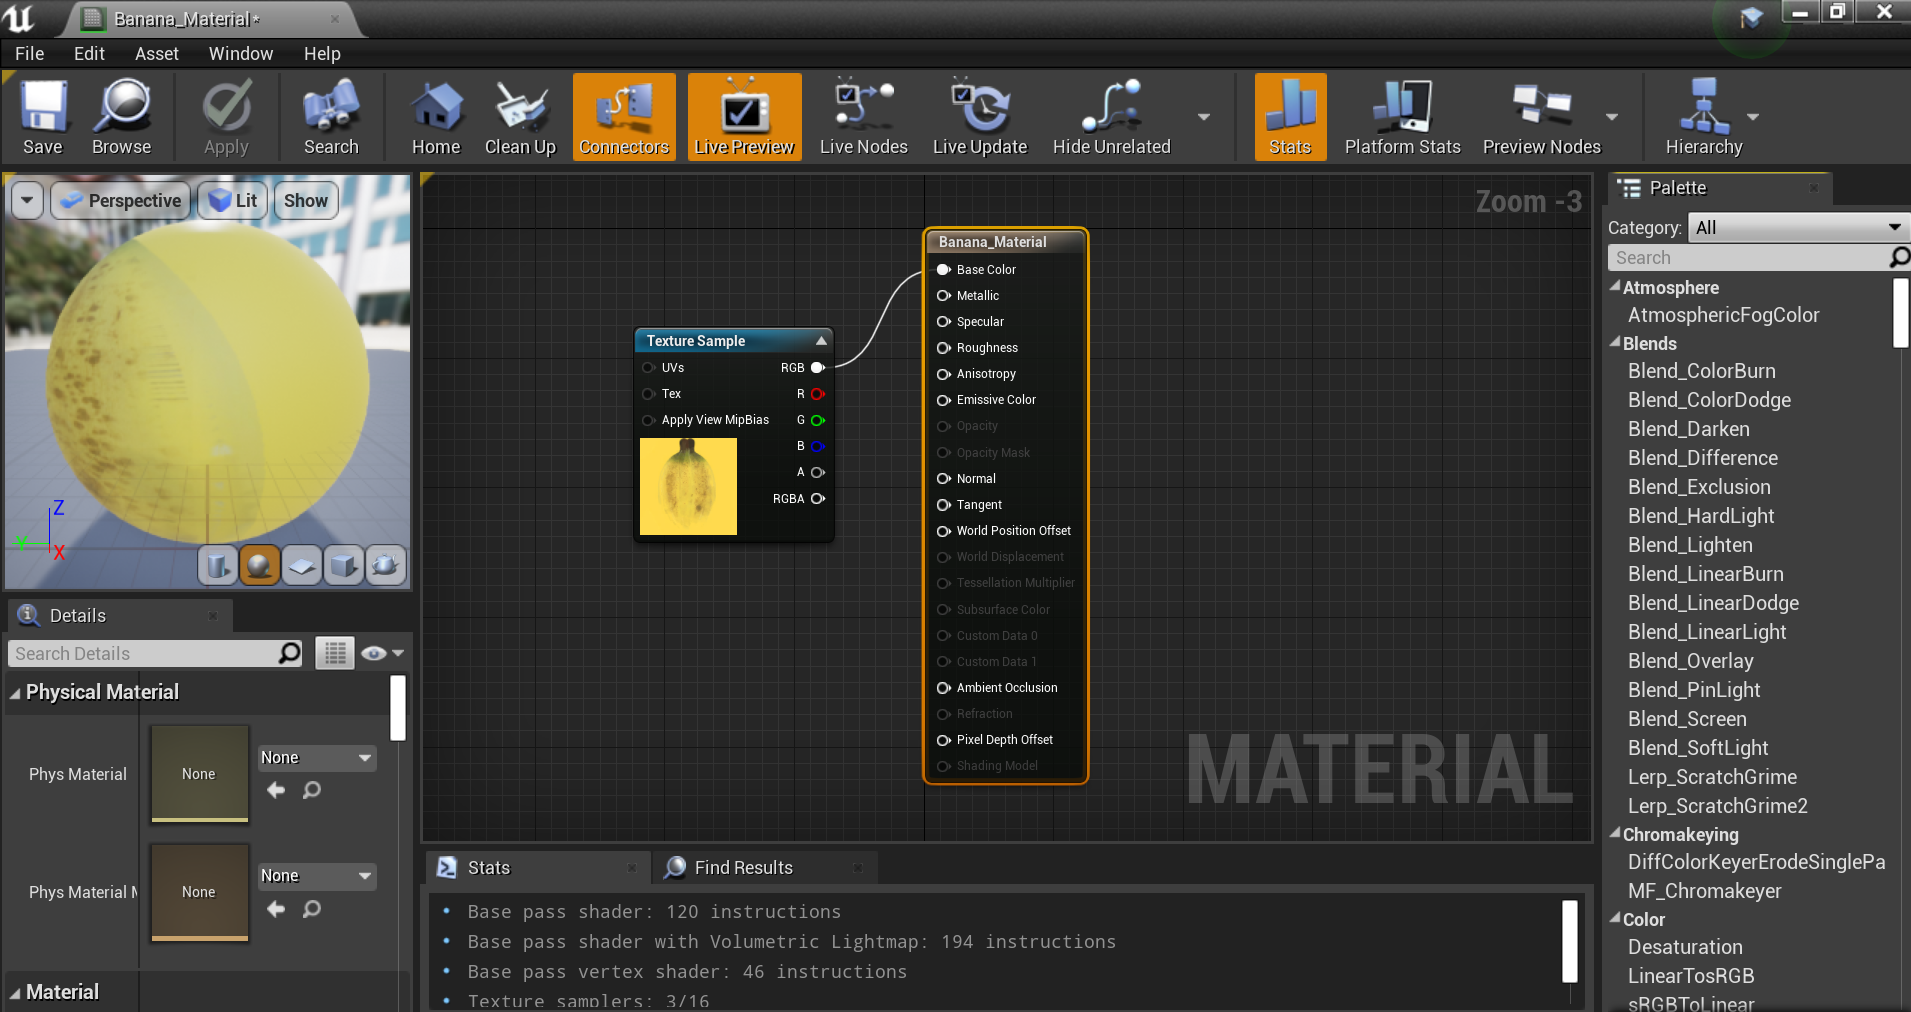 Banana_Material*
File Edit Asset Window Help
Save Browse Apply Search Home Clean Up Connectors Live Preview Live Nodes Live Update Hide Unrelated Stats Platform Stats Preview Nodes Hierarchy
Perspective Lit Show
Z
Y
X
Details
Search Details
Physical Material
Phys Material None None
Phys Material M None None
Material
Zoom -3
Texture Sample
UVs RGB
Tex R
Apply View MipBias G
B
A
RGBA
Banana_Material
Base Color
Metallic
Specular
Roughness
Anisotropy
Emissive Color
Opacity
Opacity Mask
Normal
Tangent
World Position Offset
World Displacement
Tessellation Multiplier
Subsurface Color
Custom Data 0
Custom Data 1
Ambient Occlusion
Refraction
Pixel Depth Offset
Shading Model
MATERIAL
Stats Find Results
• Base pass shader: 120 instructions
• Base pass shader with Volumetric Lightmap: 194 instructions
• Base pass vertex shader: 46 instructions
• Texture samplers: 3/16
Palette
Category: All
Search
Atmosphere
AtmosphericFogColor
Blends
Blend_ColorBurn
Blend_ColorDodge
Blend_Darken
Blend_Difference
Blend_Exclusion
Blend_HardLight
Blend_Lighten
Blend_LinearBurn
Blend_LinearDodge
Blend_LinearLight
Blend_Overlay
Blend_PinLight
Blend_Screen
Blend_SoftLight
Lerp_ScratchGrime
Lerp_ScratchGrime2
Chromakeying
DiffColorKeyerErodeSinglePa
MF_Chromakeyer
Color
Desaturation
LinearTosRGB
sRGBToLinear